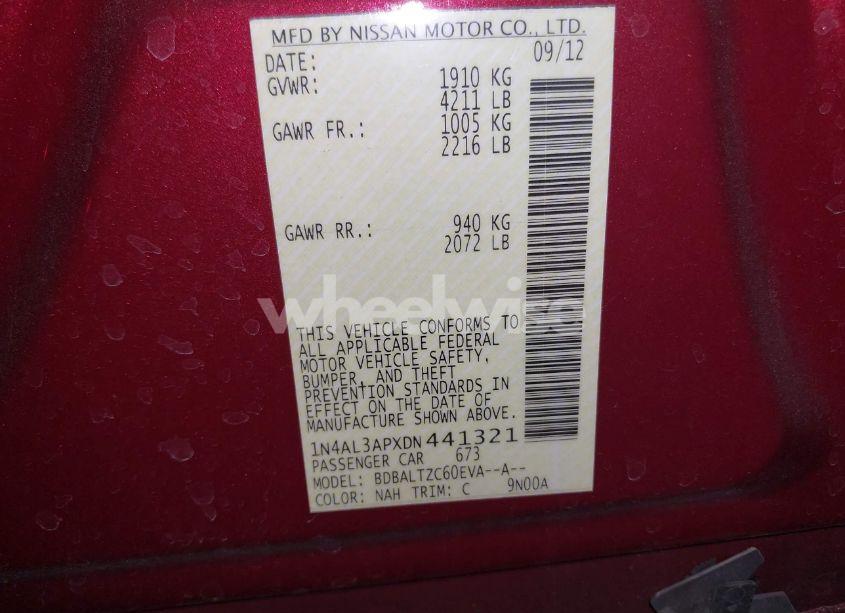 MFD BY NISSAN MOTOR CO., LTD.
DATE: 09/12
GVWR: 1910 KG
4211 LB
GAWR FR.: 1005 KG
2216 LB
GAWR RR.: 940 KG
2072 LB
wheelwise
THIS VEHICLE CONFORMS TO
ALL APPLICABLE FEDERAL
MOTOR VEHICLE SAFETY,
BUMPER, AND THEFT
PREVENTION STANDARDS IN
EFFECT ON THE DATE OF
MANUFACTURE SHOWN ABOVE.
1N4AL3APXDN441321
PASSENGER CAR 673
MODEL: BDBALTZC60EVA--A--
COLOR: NAH TRIM: C 9N00A